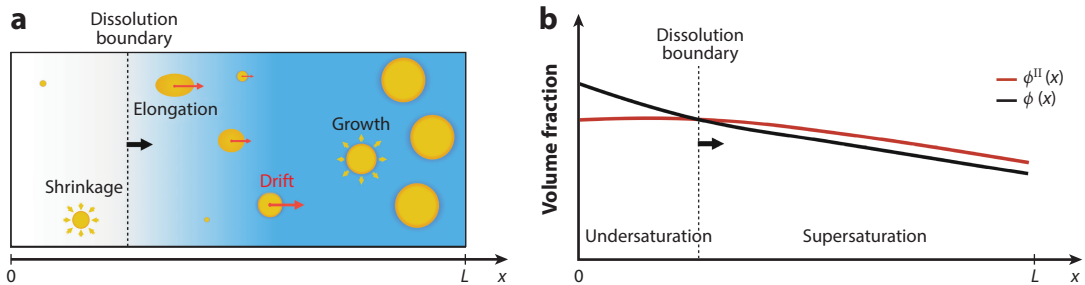 a
Dissolution
boundary
Elongation
Growth
Drift
Shrinkage
0
L
x
b
Volume fraction
Dissolution
boundary
ϕᴵᴵ(x)
ϕ(x)
Undersaturation
Supersaturation
0
L
x